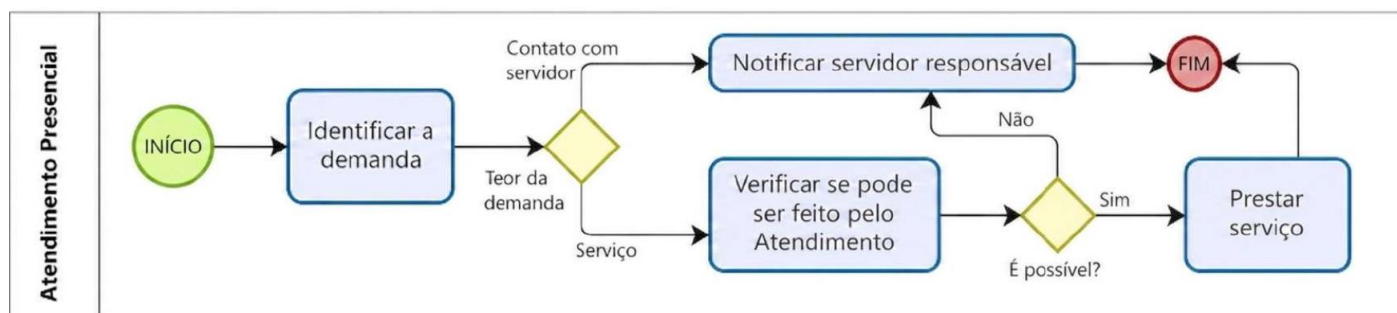 Atendimento Presencial
INÍCIO
Identificar a
demanda
Teor da
demanda
Contato com
servidor
Notificar servidor responsável
FIM
Serviço
Verificar se pode
ser feito pelo
Atendimento
É possível?
Não
Sim
Prestar
serviço